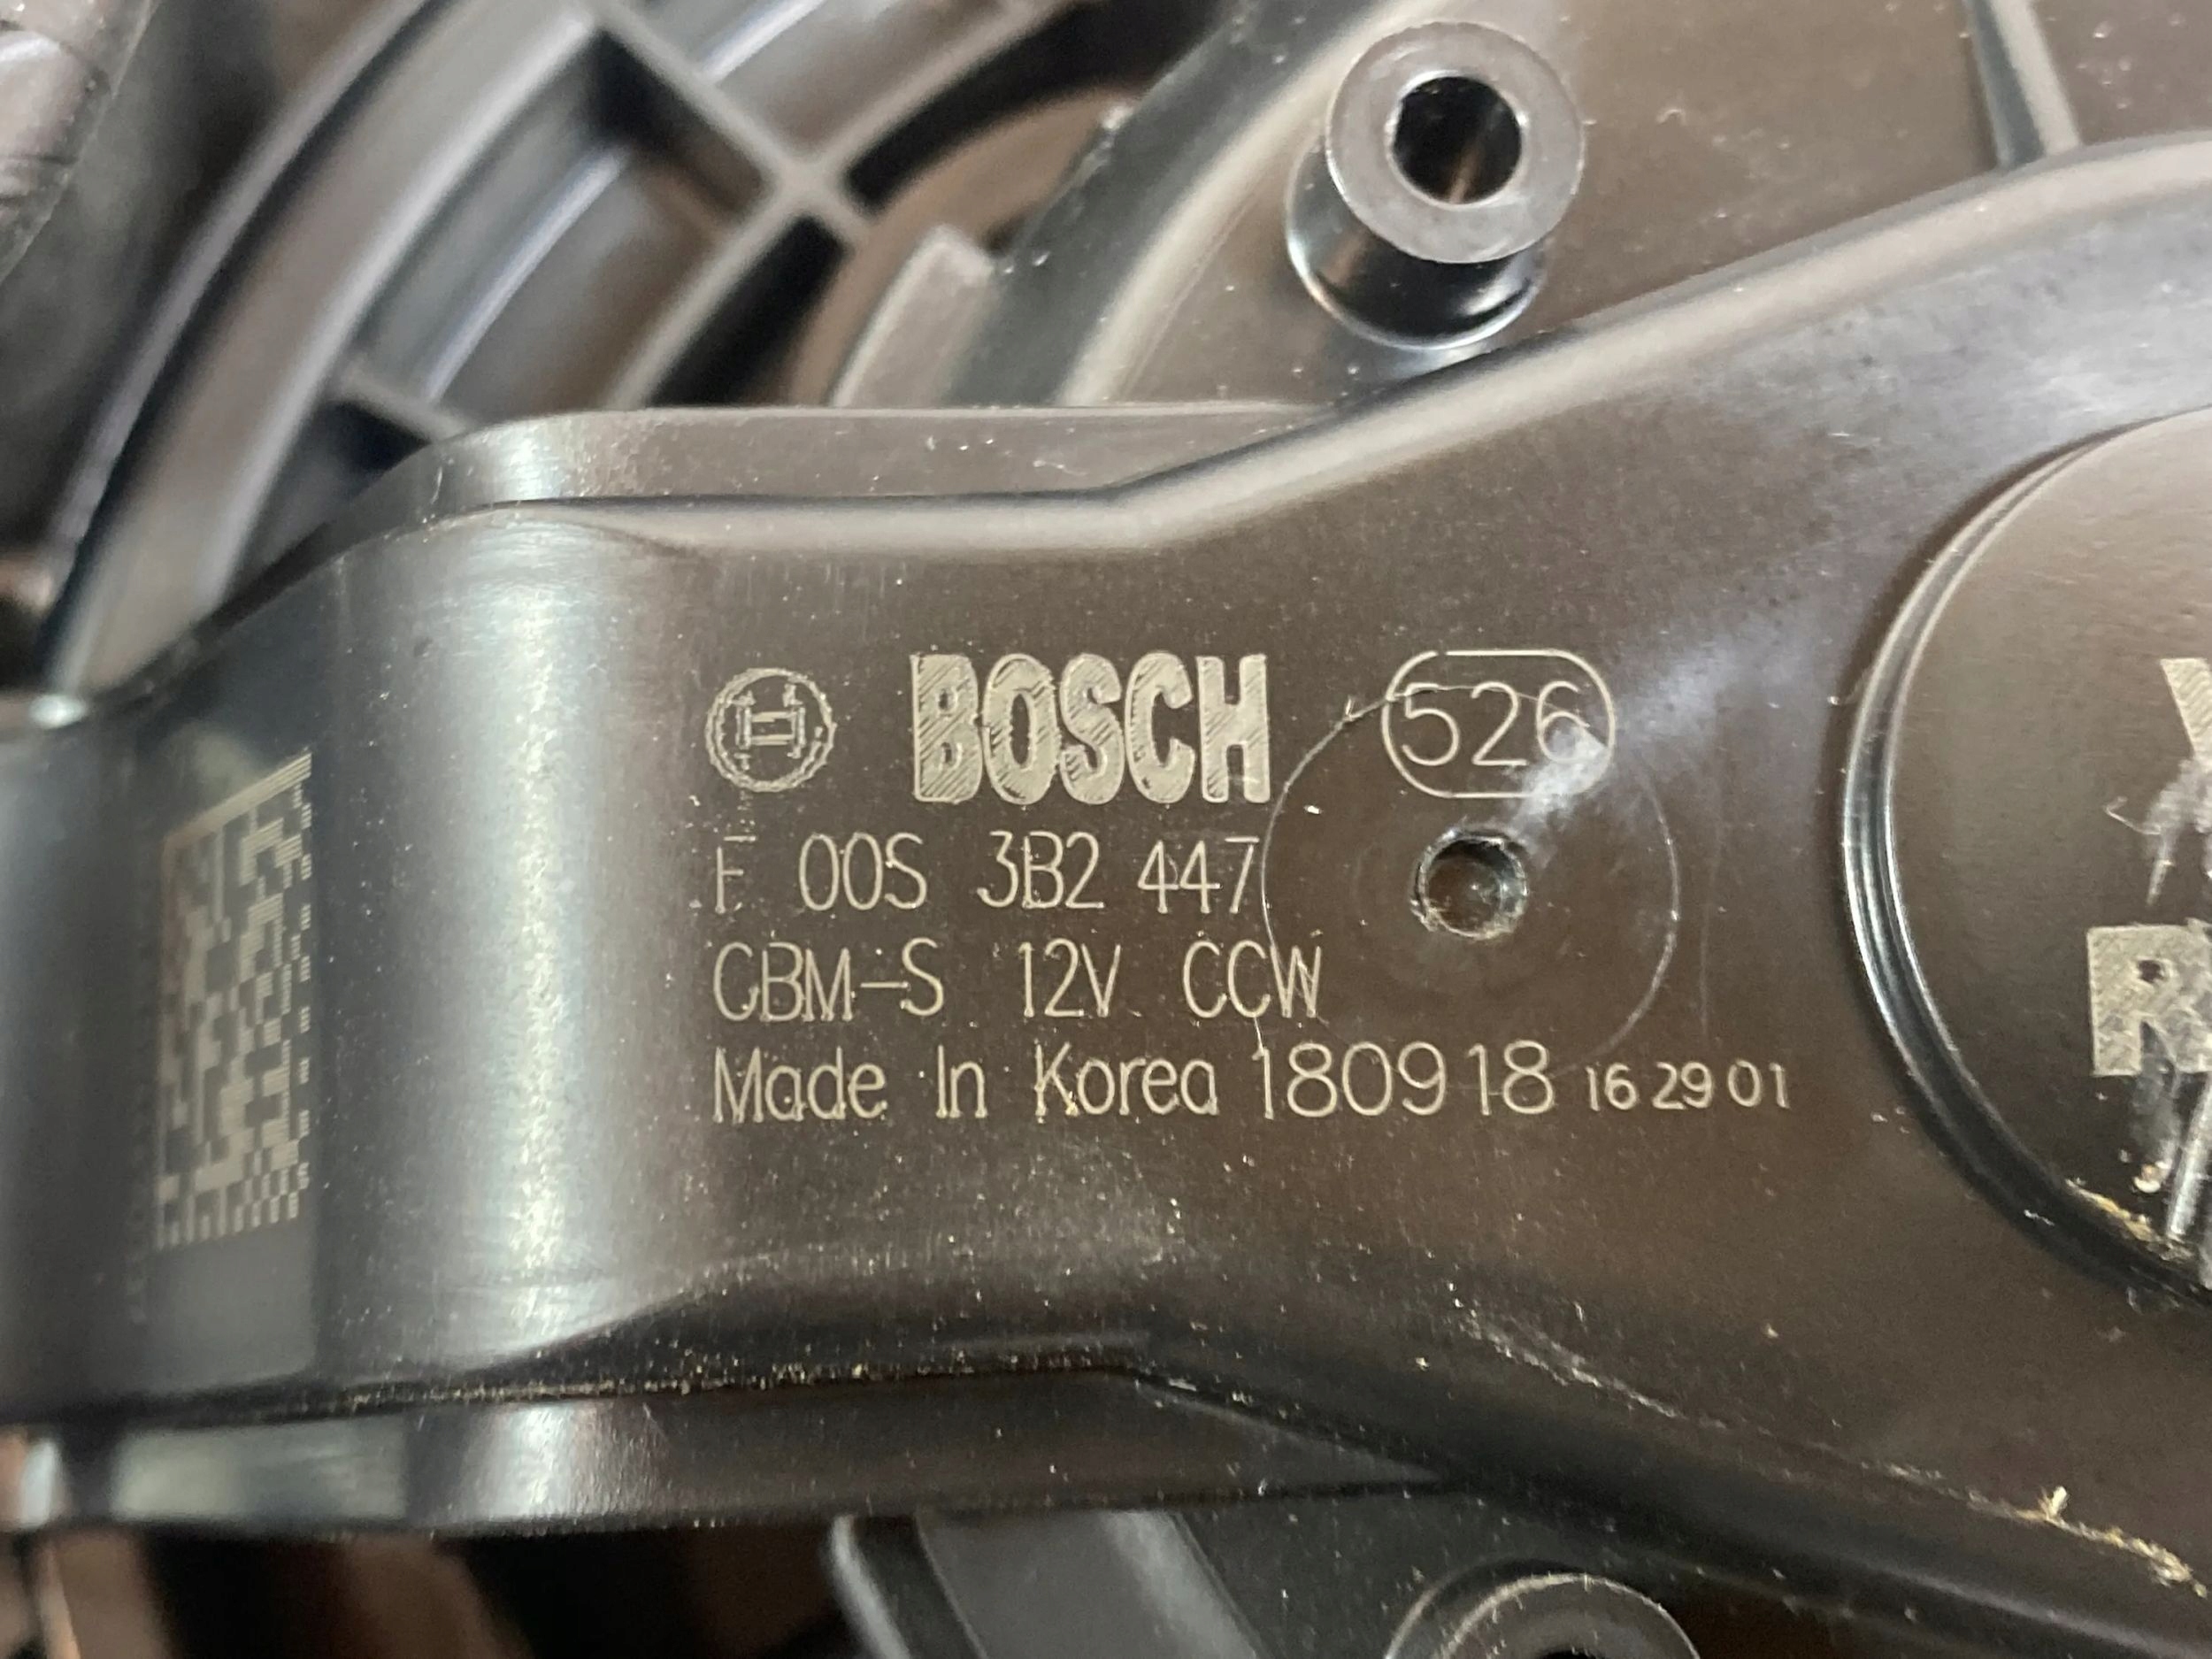 BOSCH 526
F 00S 3B2 447
CBM-S 12V CCW
Made In Korea 180918 16 29 01